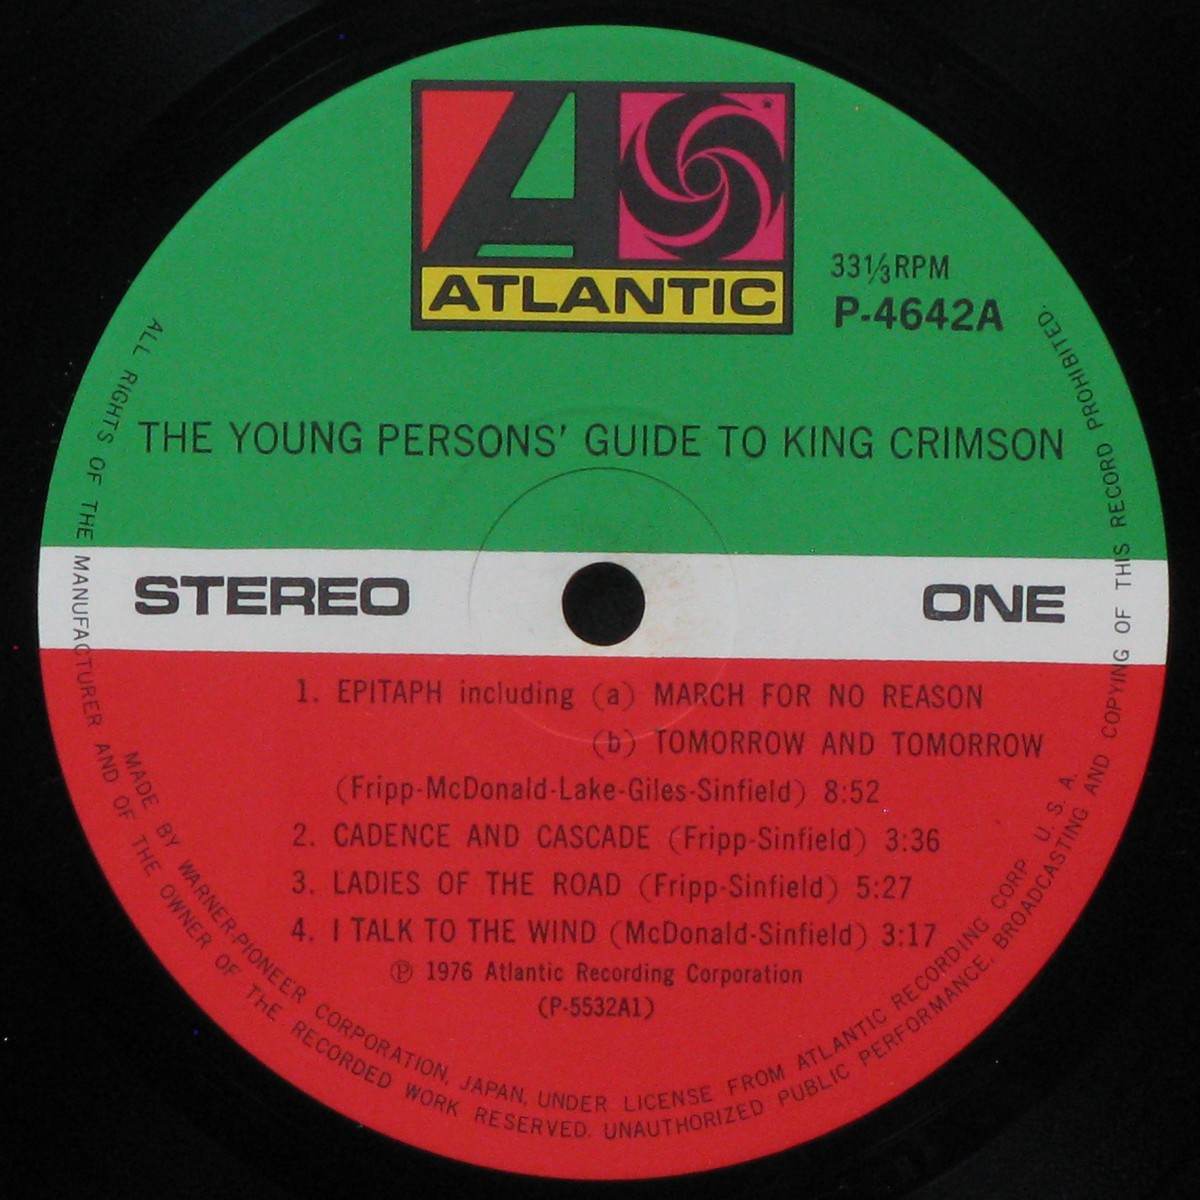 ATLANTIC
33⅓ RPM
P-4642A
THE YOUNG PERSONS' GUIDE TO KING CRIMSON
STEREO
ONE
1. EPITAPH including (a) MARCH FOR NO REASON
(b) TOMORROW AND TOMORROW
(Fripp-McDonald-Lake-Giles-Sinfield) 8:52
2. CADENCE AND CASCADE (Fripp-Sinfield) 3:36
3. LADIES OF THE ROAD (Fripp-Sinfield) 5:27
4. I TALK TO THE WIND (McDonald-Sinfield) 3:17
℗ 1976 Atlantic Recording Corporation
(P-5532A1)
MADE BY WARNER-PIONEER CORPORATION, JAPAN, UNDER LICENSE FROM ATLANTIC RECORDING CORP. U. S. A.
ALL RIGHTS OF THE MANUFACTURER AND OF THE OWNER OF THE RECORDED WORK RESERVED. UNAUTHORIZED PUBLIC PERFORMANCE, BROADCASTING AND COPYING OF THIS RECORD PROHIBITED.